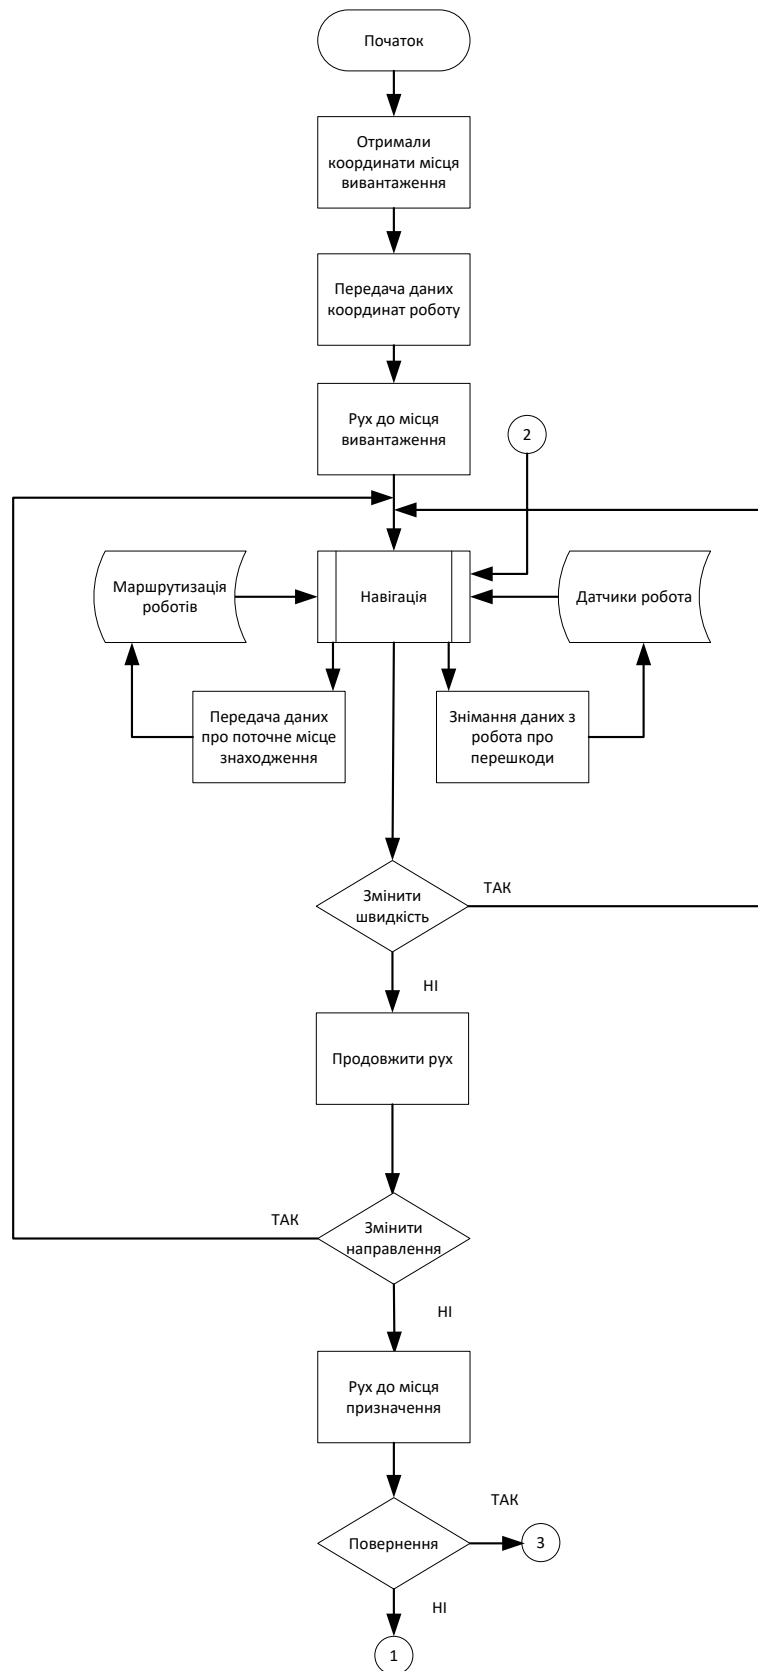 Початок
Отримали
координати місця
вивантаження
Передача даних
координат роботу
Рух до місця
вивантаження
2
Маршрутизація
роботів
Навігація
Датчики робота
Передача даних
про поточне місце
знаходження
Знімання даних з
робота про
перешкоди
Змінити
швидкість
ТАК
НІ
Продовжити рух
ТАК
Змінити
направлення
НІ
Рух до місця
призначення
ТАК
Повернення
3
НІ
1